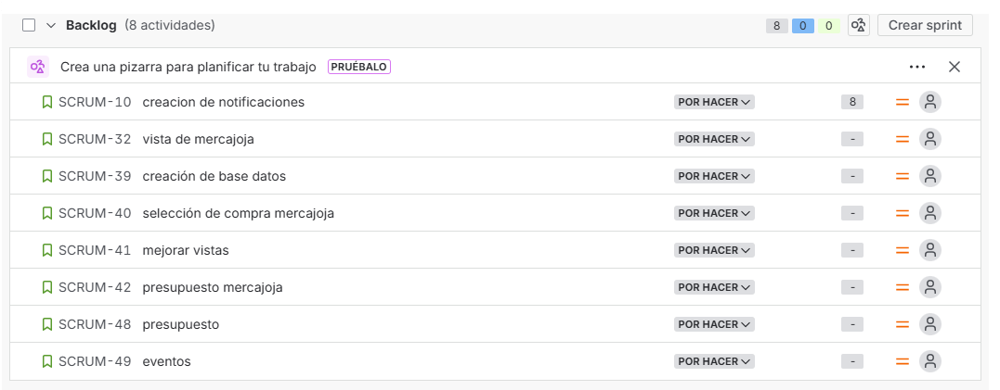 Backlog (8 actividades) 8 0 0 Crear sprint
Crea una pizarra para planificar tu trabajo PRUÉBALO
SCRUM-10 creacion de notificaciones POR HACER 8
SCRUM-32 vista de mercajoja POR HACER -
SCRUM-39 creación de base datos POR HACER -
SCRUM-40 selección de compra mercajoja POR HACER -
SCRUM-41 mejorar vistas POR HACER -
SCRUM-42 presupuesto mercajoja POR HACER -
SCRUM-48 presupuesto POR HACER -
SCRUM-49 eventos POR HACER -